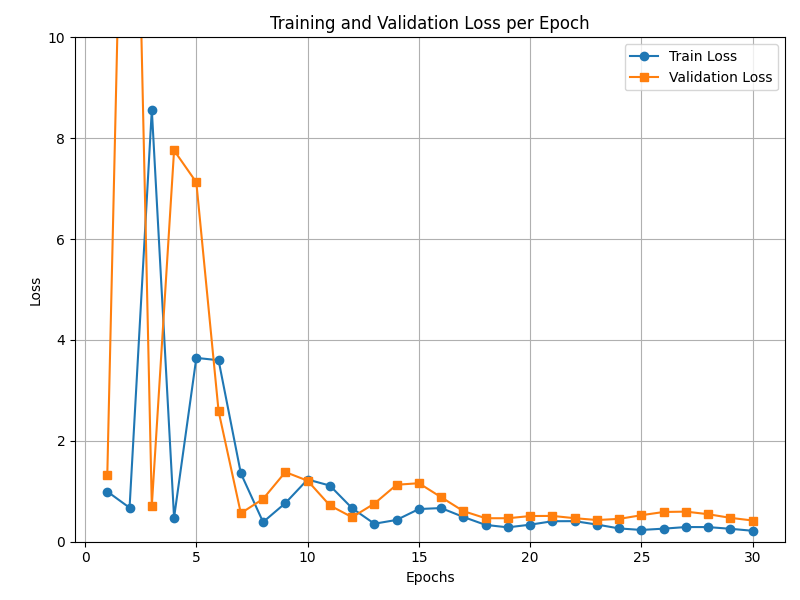 Training and Validation Loss per Epoch
Train Loss
Validation Loss
10
8
6
4
2
0
Loss
0 5 10 15 20 25 30
Epochs